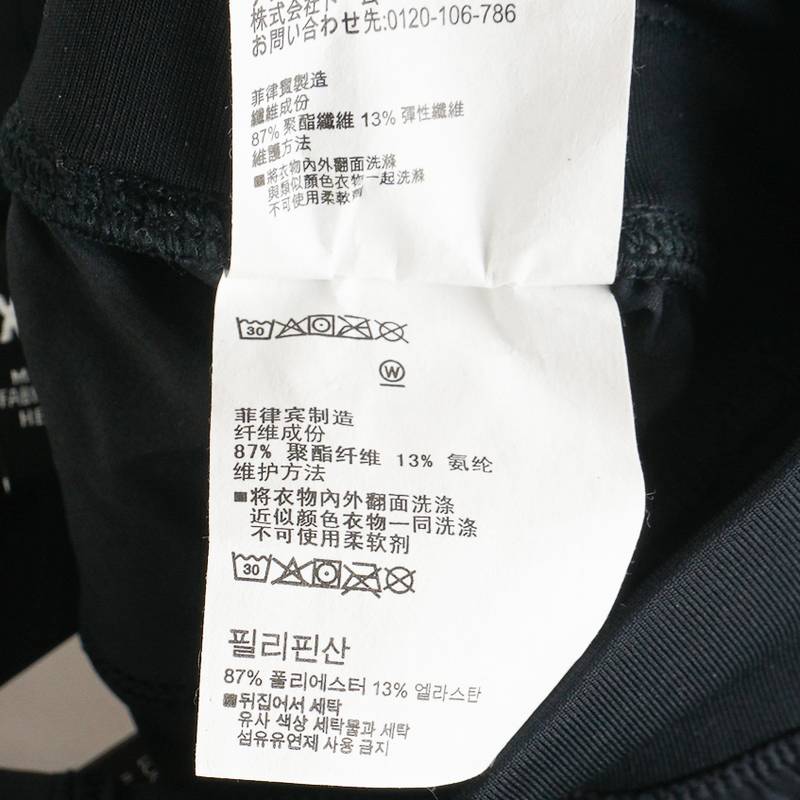 株式会社ドーム
お問い合わせ先:0120-106-786
菲律賓製造
纖維成份
87% 聚酯纖維 13% 彈性纖維
維護方法
■將衣物內外翻面洗滌
與類似顏色衣物一起洗滌
不可使用柔軟劑
30
W
菲律宾制造
纤维成份
87% 聚酯纤维 13% 氨纶
维护方法
■将衣物内外翻面洗涤
近似颜色衣物一同洗涤
不可使用柔软剂
30
필리핀산
87% 폴리에스터 13% 엘라스탄
■뒤집어서 세탁
유사 색상 세탁물과 세탁
섬유유연제 사용 금지